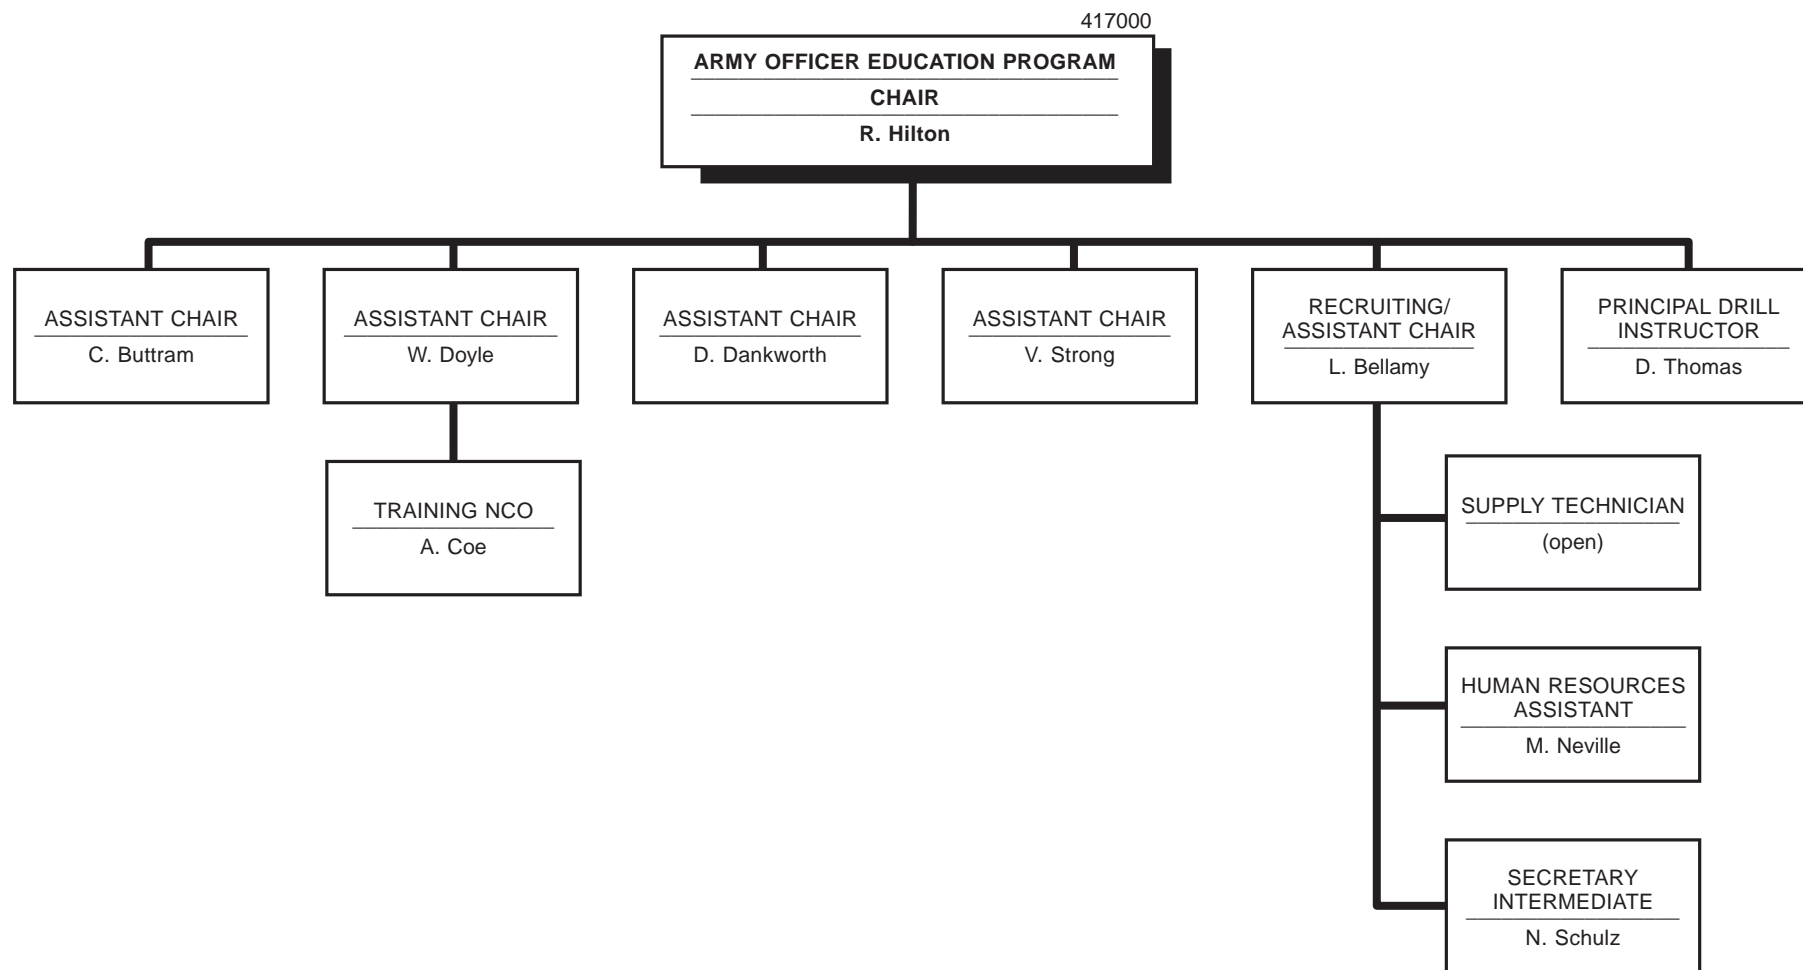 417000
ARMY OFFICER EDUCATION PROGRAM
CHAIR
R. Hilton
ASSISTANT CHAIR
C. Buttram
ASSISTANT CHAIR
W. Doyle
ASSISTANT CHAIR
D. Dankworth
ASSISTANT CHAIR
V. Strong
RECRUITING/
ASSISTANT CHAIR
L. Bellamy
PRINCIPAL DRILL
INSTRUCTOR
D. Thomas
TRAINING NCO
A. Coe
SUPPLY TECHNICIAN
(open)
HUMAN RESOURCES
ASSISTANT
M. Neville
SECRETARY
INTERMEDIATE
N. Schulz